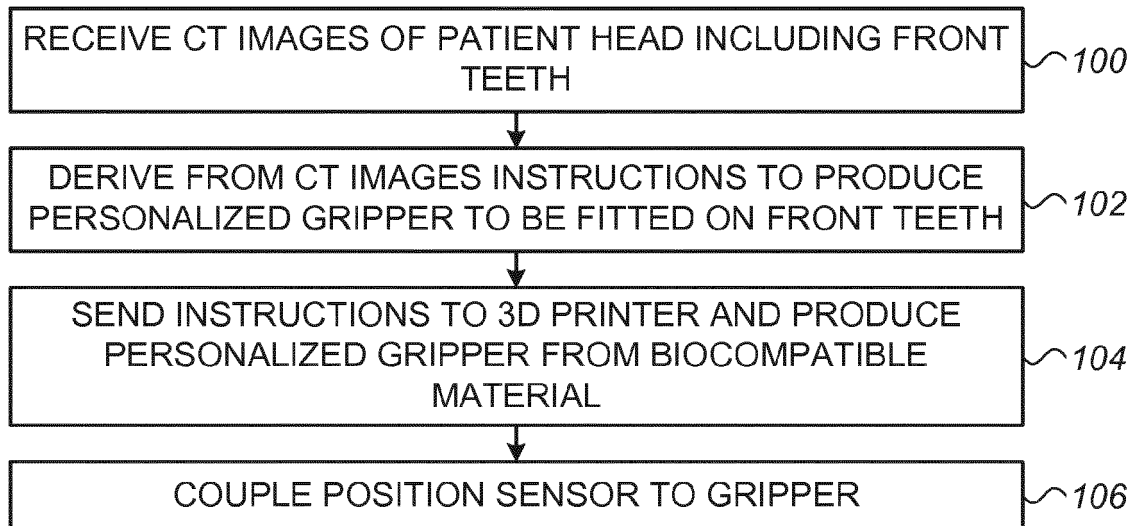 RECEIVE CT IMAGES OF PATIENT HEAD INCLUDING FRONT
TEETH
100
DERIVE FROM CT IMAGES INSTRUCTIONS TO PRODUCE
PERSONALIZED GRIPPER TO BE FITTED ON FRONT TEETH
102
SEND INSTRUCTIONS TO 3D PRINTER AND PRODUCE
PERSONALIZED GRIPPER FROM BIOCOMPATIBLE
MATERIAL
104
COUPLE POSITION SENSOR TO GRIPPER
106